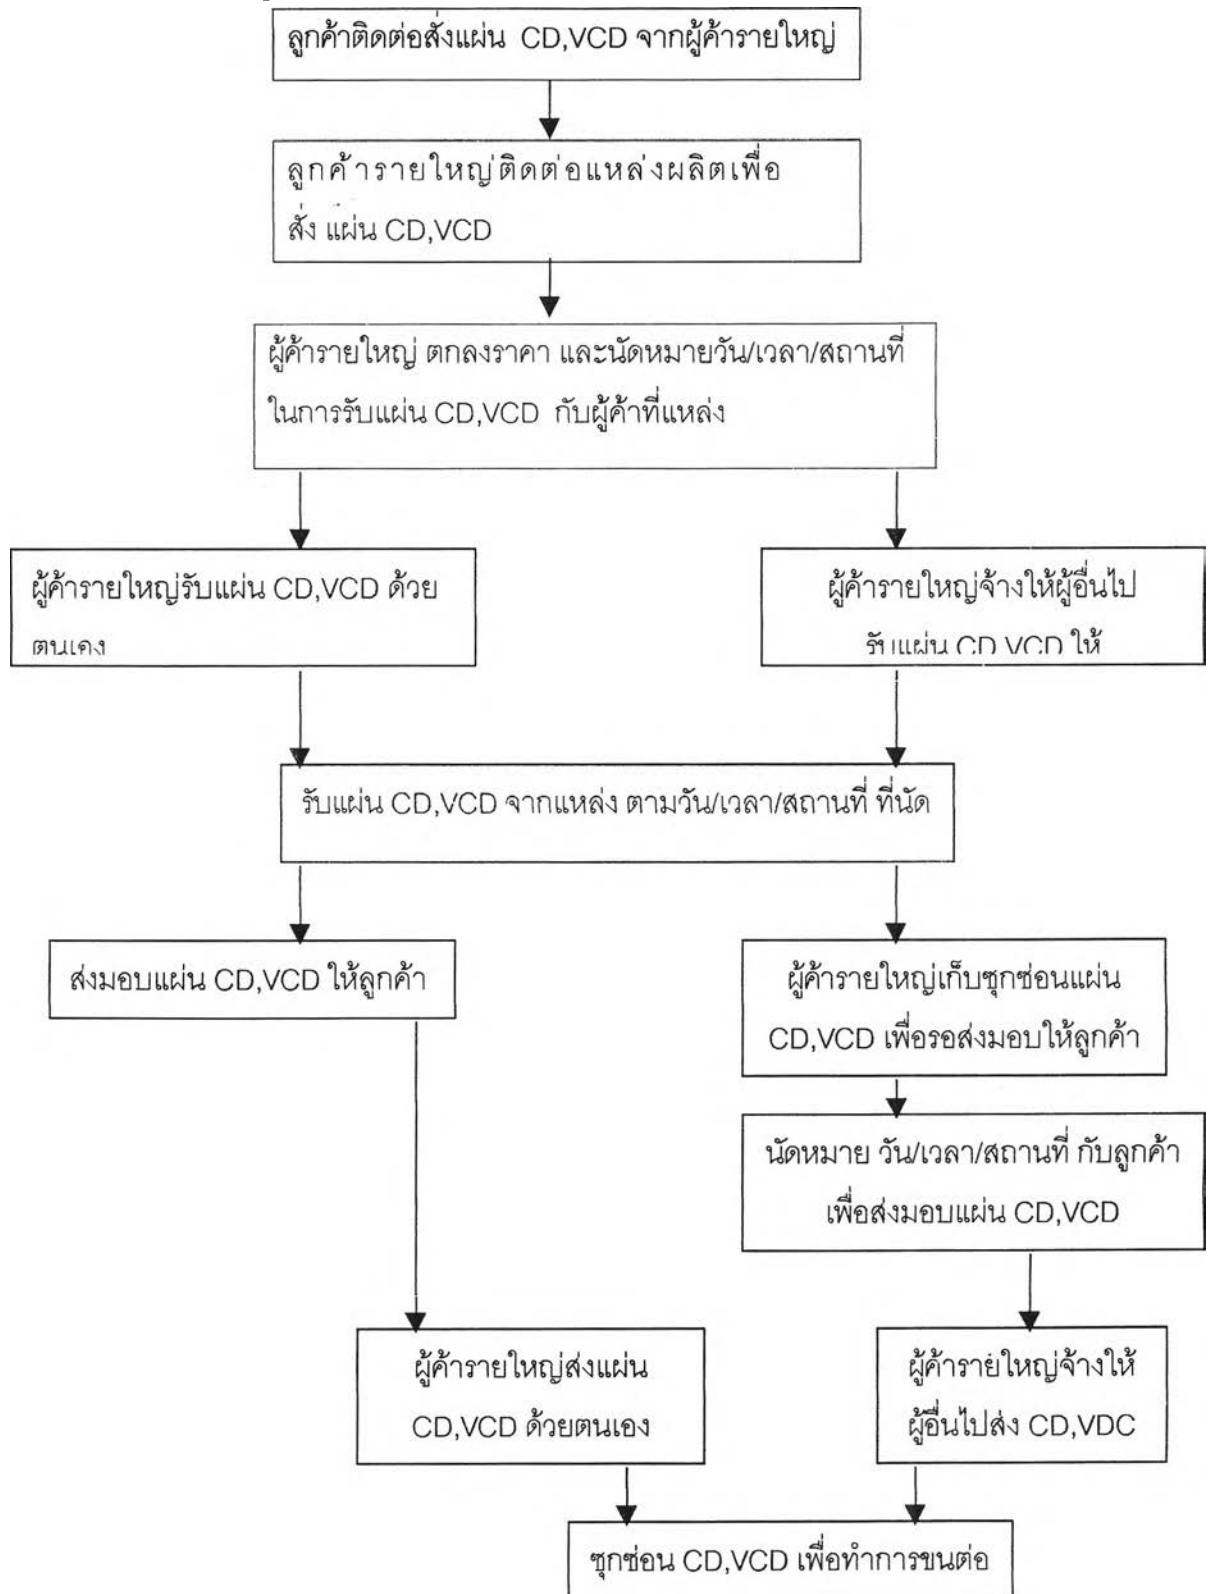 ลูกค้าติดต่อสั่งแผ่น CD,VCD จากผู้ค้ารายใหญ่
ลูกค้ารายใหญ่ติดต่อแหล่งผลิตเพื่อ
สั่ง แผ่น CD,VCD
ผู้ค้ารายใหญ่ ตกลงราคา และนัดหมายวัน/เวลา/สถานที่
ในการรับแผ่น CD,VCD กับผู้ค้าที่แหล่ง
ผู้ค้ารายใหญ่รับแผ่น CD,VCD ด้วย
ตนเอง
ผู้ค้ารายใหญ่จ้างให้ผู้อื่นไป
รับแผ่น CD,VCD ให้
รับแผ่น CD,VCD จากแหล่ง ตามวัน/เวลา/สถานที่ ที่นัด
ส่งมอบแผ่น CD,VCD ให้ลูกค้า
ผู้ค้ารายใหญ่เก็บซุกซ่อนแผ่น
CD,VCD เพื่อรอส่งมอบให้ลูกค้า
นัดหมาย วัน/เวลา/สถานที่ กับลูกค้า
เพื่อส่งมอบแผ่น CD,VCD
ผู้ค้ารายใหญ่ส่งแผ่น
CD,VCD ด้วยตนเอง
ผู้ค้ารายใหญ่จ้างให้
ผู้อื่นไปส่ง CD,VDC
ซุกซ่อน CD,VCD เพื่อทำการขนต่อ